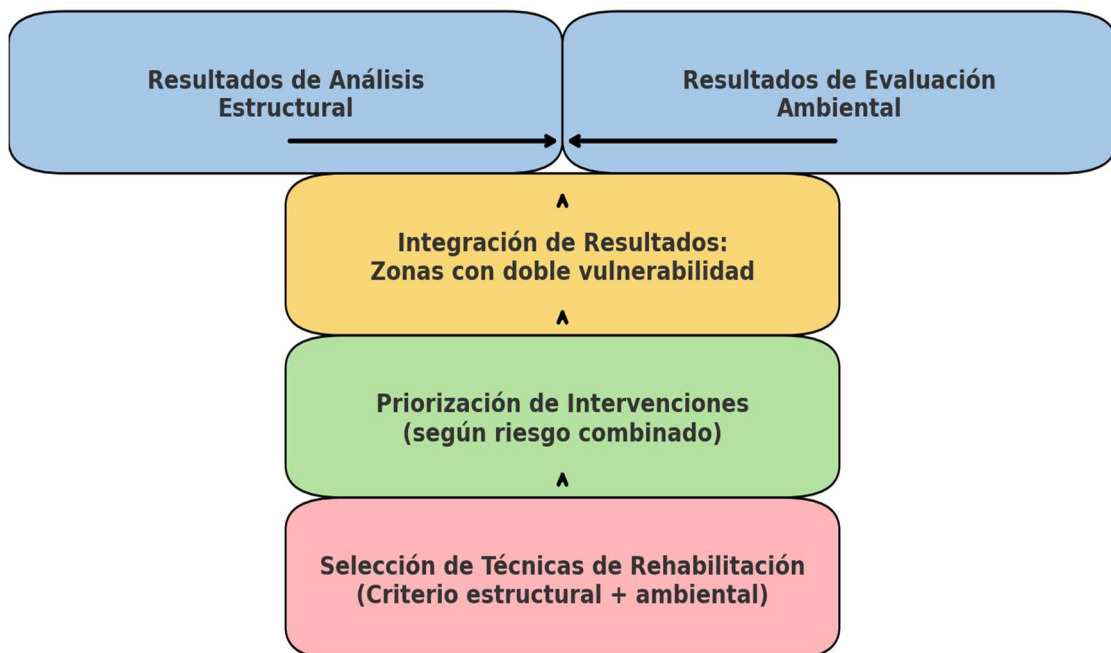 Resultados de Análisis
Estructural
Resultados de Evaluación
Ambiental
Integración de Resultados:
Zonas con doble vulnerabilidad
Priorización de Intervenciones
(según riesgo combinado)
Selección de Técnicas de Rehabilitación
(Criterio estructural + ambiental)